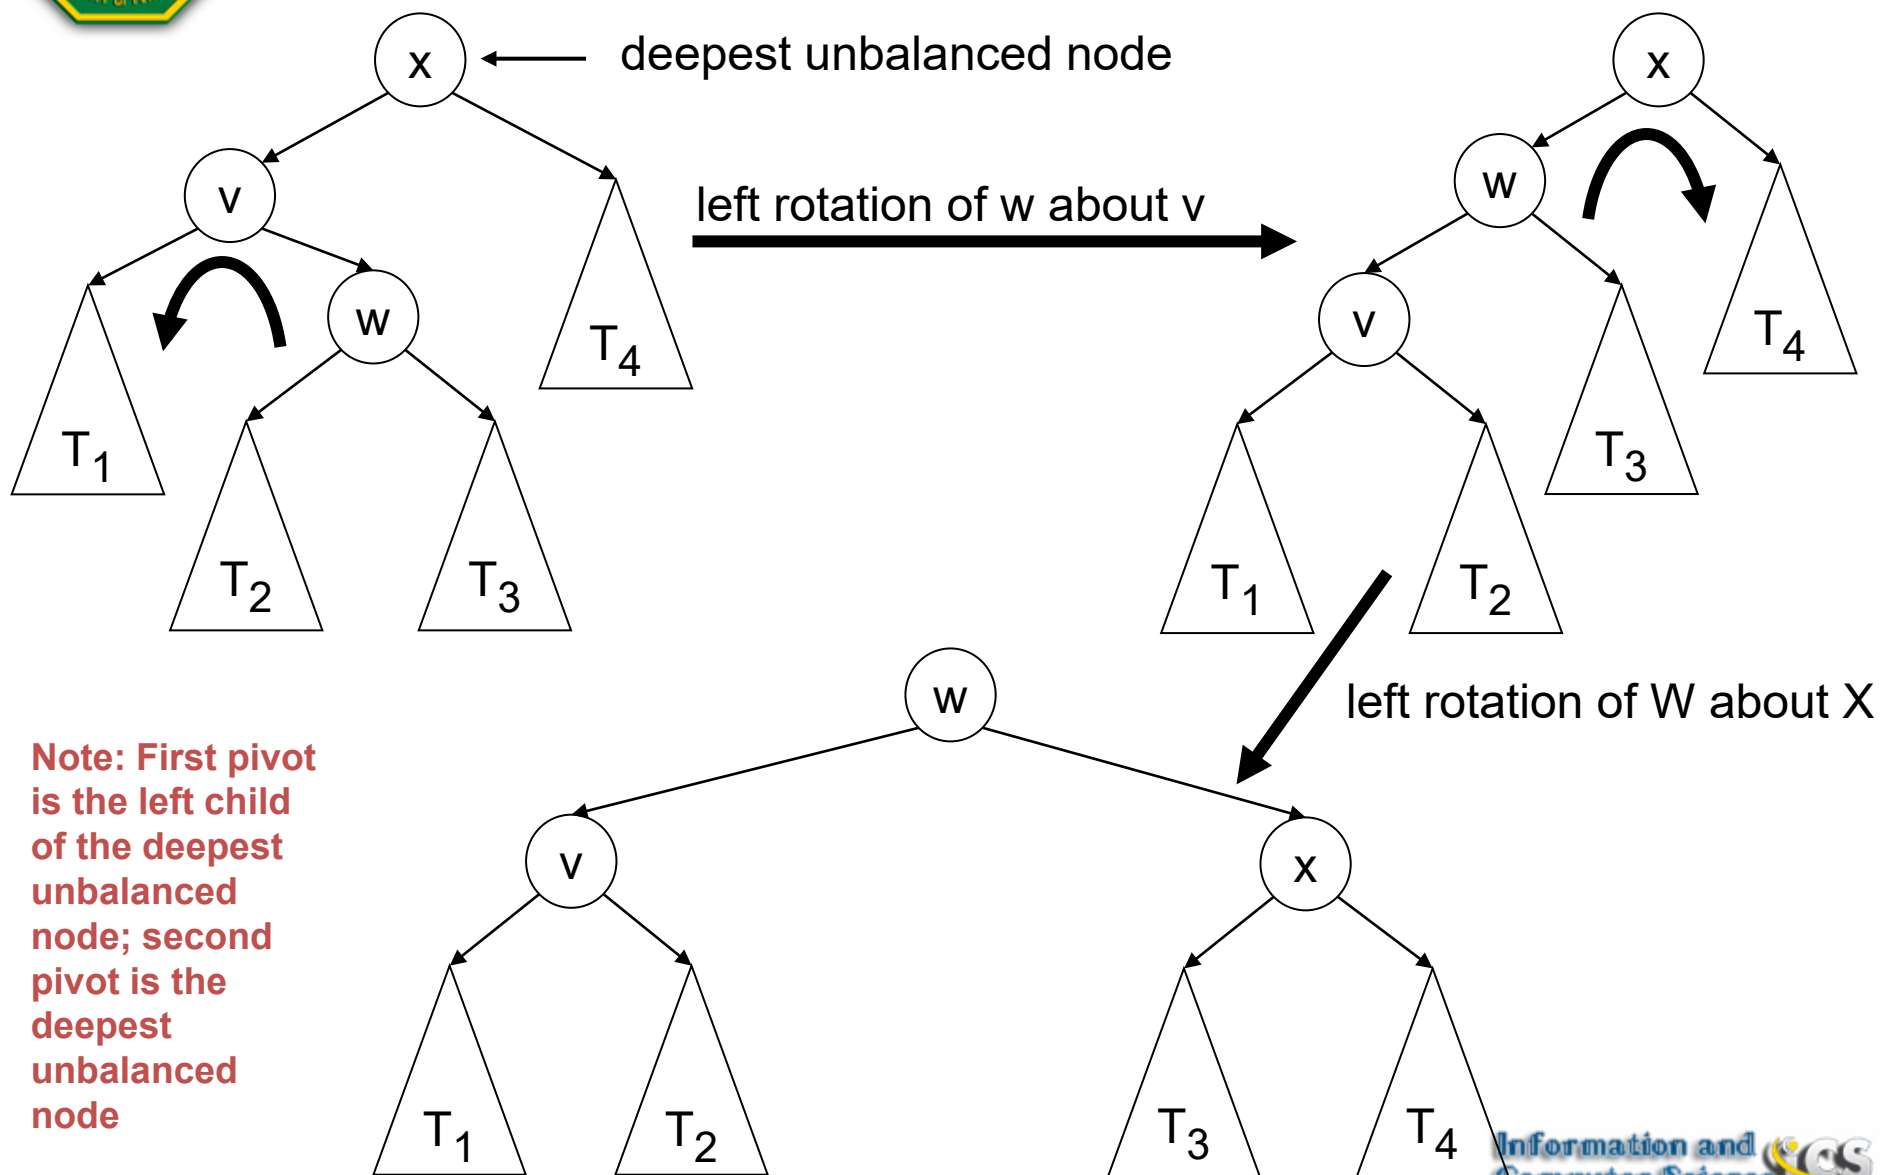 x
deepest unbalanced node
v
w
T1
T2
T3
T4
left rotation of w about v
x
w
v
T1
T2
T3
T4
left rotation of W about X
w
v
x
T1
T2
T3
T4
Note: First pivot
is the left child
of the deepest
unbalanced
node; second
pivot is the
deepest
unbalanced
node
Information and